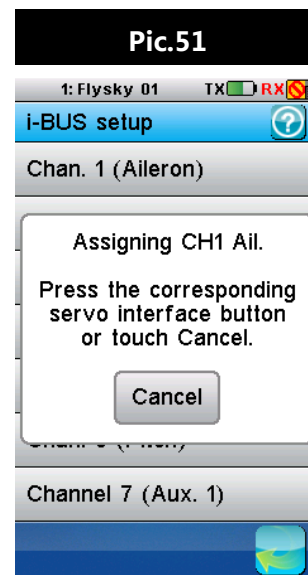 Pic.51
1: Flysky 01 TX RX
i-BUS setup ?
Chan. 1 (Aileron)
Assigning CH1 Ail.
Press the corresponding
servo interface button
or touch Cancel.
Cancel
Channel 7 (Aux. 1)